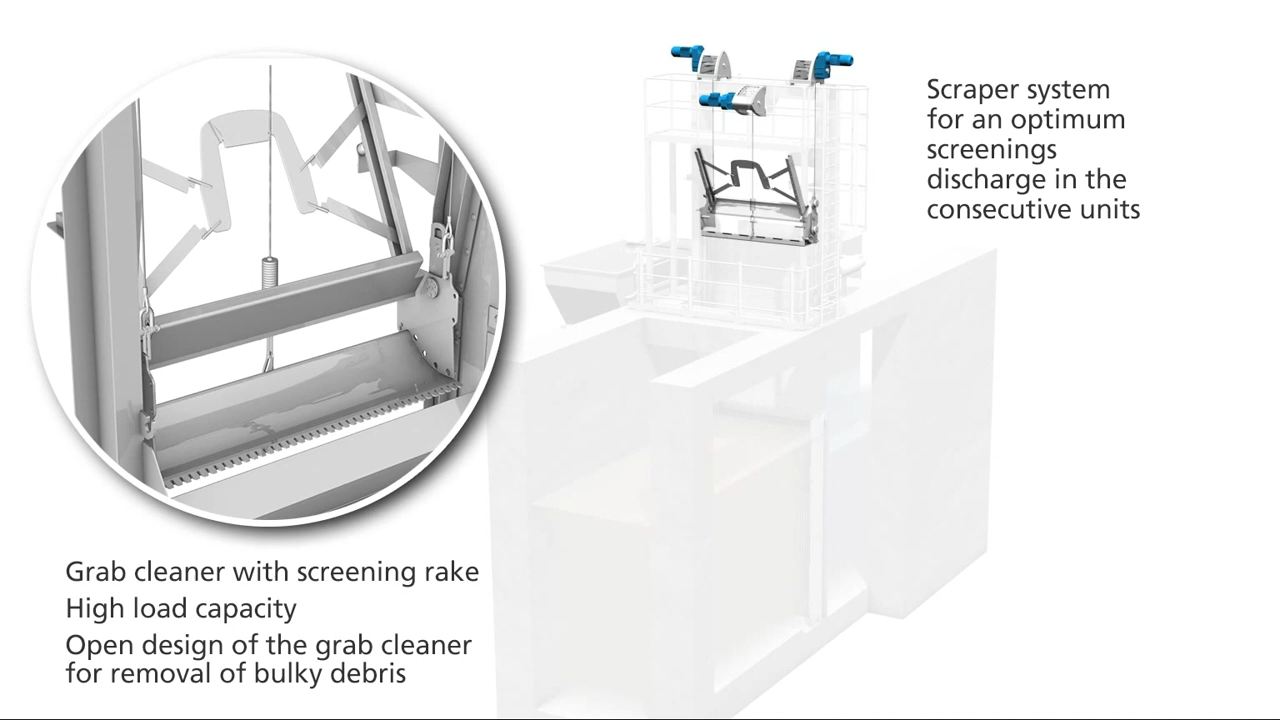 Scraper system
for an optimum
screenings
discharge in the
consecutive units
Grab cleaner with screening rake
High load capacity
Open design of the grab cleaner
for removal of bulky debris